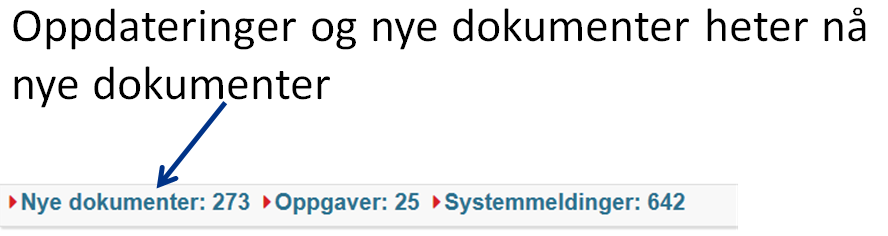 Oppdateringer og nye dokumenter heter nå
nye dokumenter
Nye dokumenter: 273 Oppgaver: 25 Systemmeldinger: 642